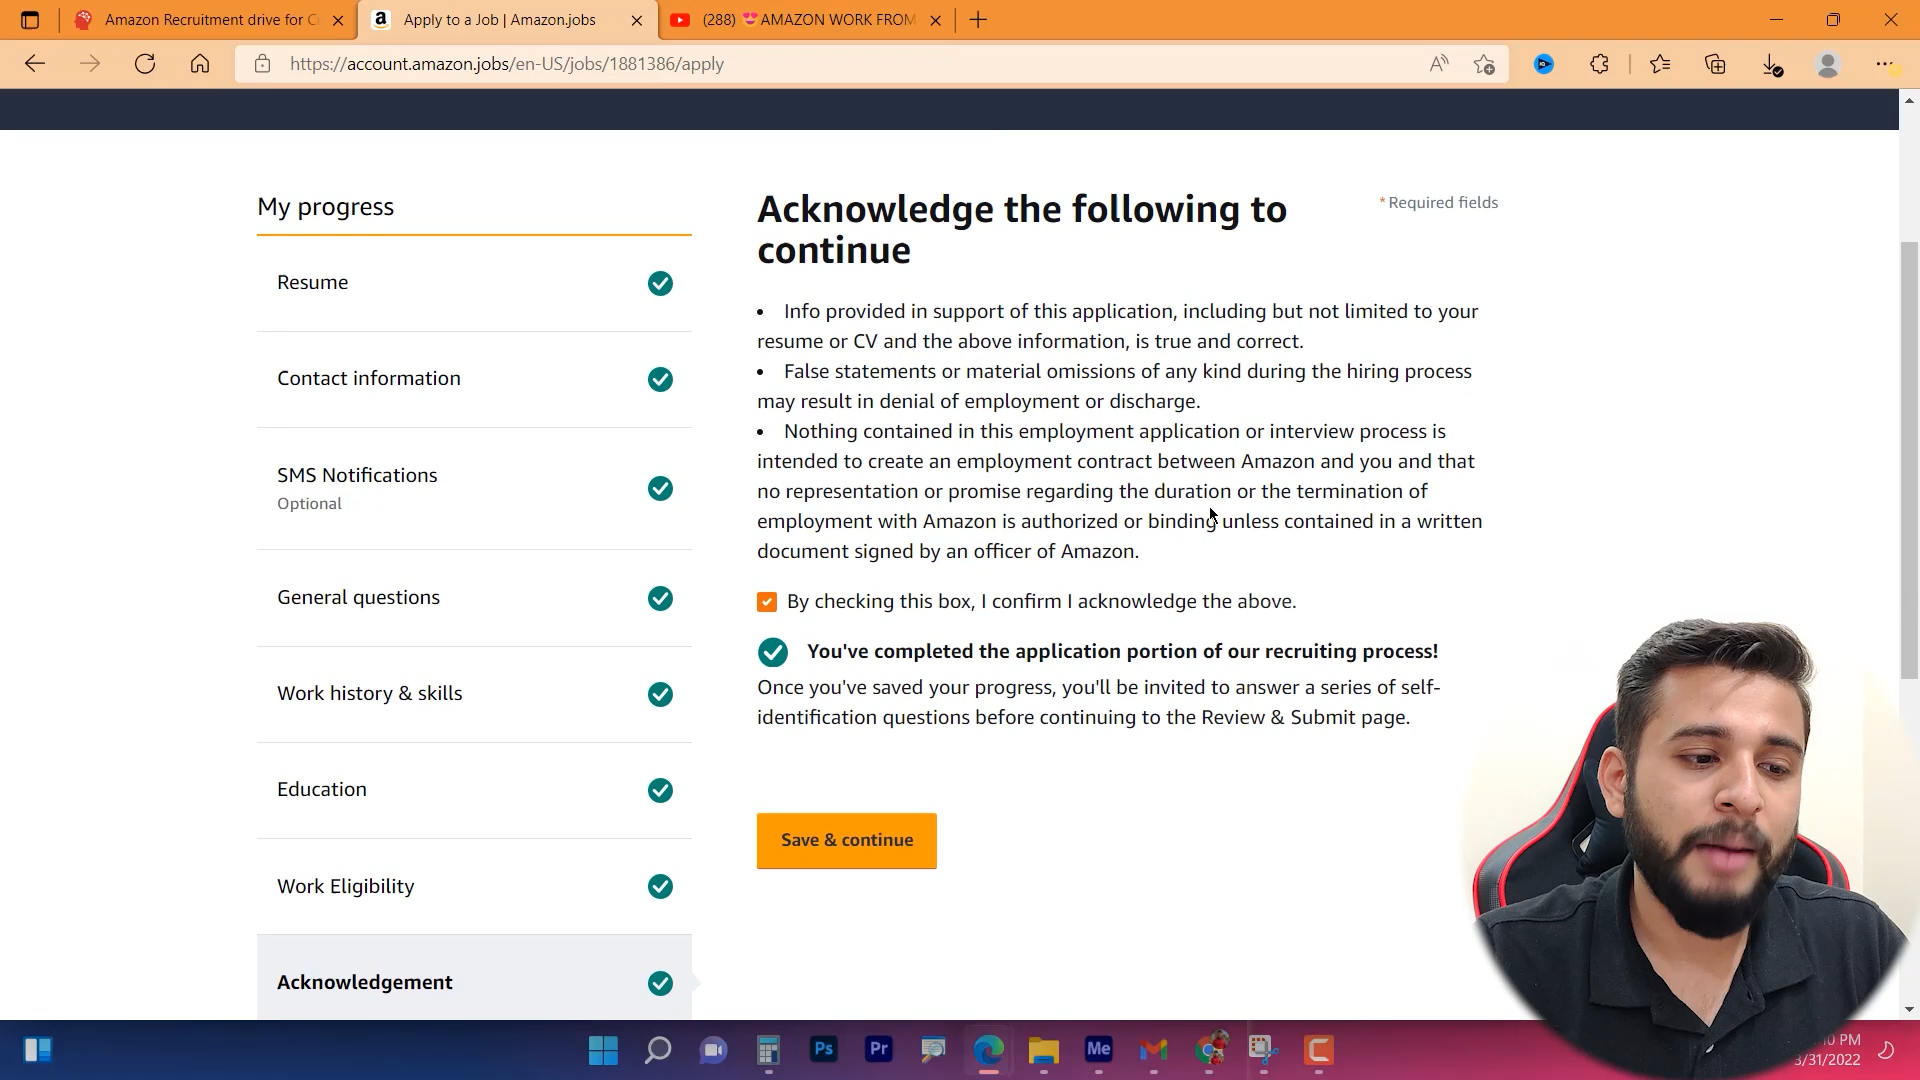 Amazon Recruitment drive for C
Apply to a Job | Amazon.jobs
(288) 😍AMAZON WORK FROM
https://account.amazon.jobs/en-US/jobs/1881386/apply
My progress
Resume
Contact information
SMS Notifications
Optional
General questions
Work history & skills
Education
Work Eligibility
Acknowledgement
Acknowledge the following to
continue
* Required fields
• Info provided in support of this application, including but not limited to your
resume or CV and the above information, is true and correct.
• False statements or material omissions of any kind during the hiring process
may result in denial of employment or discharge.
• Nothing contained in this employment application or interview process is
intended to create an employment contract between Amazon and you and that
no representation or promise regarding the duration or the termination of
employment with Amazon is authorized or binding unless contained in a written
document signed by an officer of Amazon.
By checking this box, I confirm I acknowledge the above.
You've completed the application portion of our recruiting process!
Once you've saved your progress, you'll be invited to answer a series of self-
identification questions before continuing to the Review & Submit page.
Save & continue
Ps
Pr
Me
PM
3/31/2022